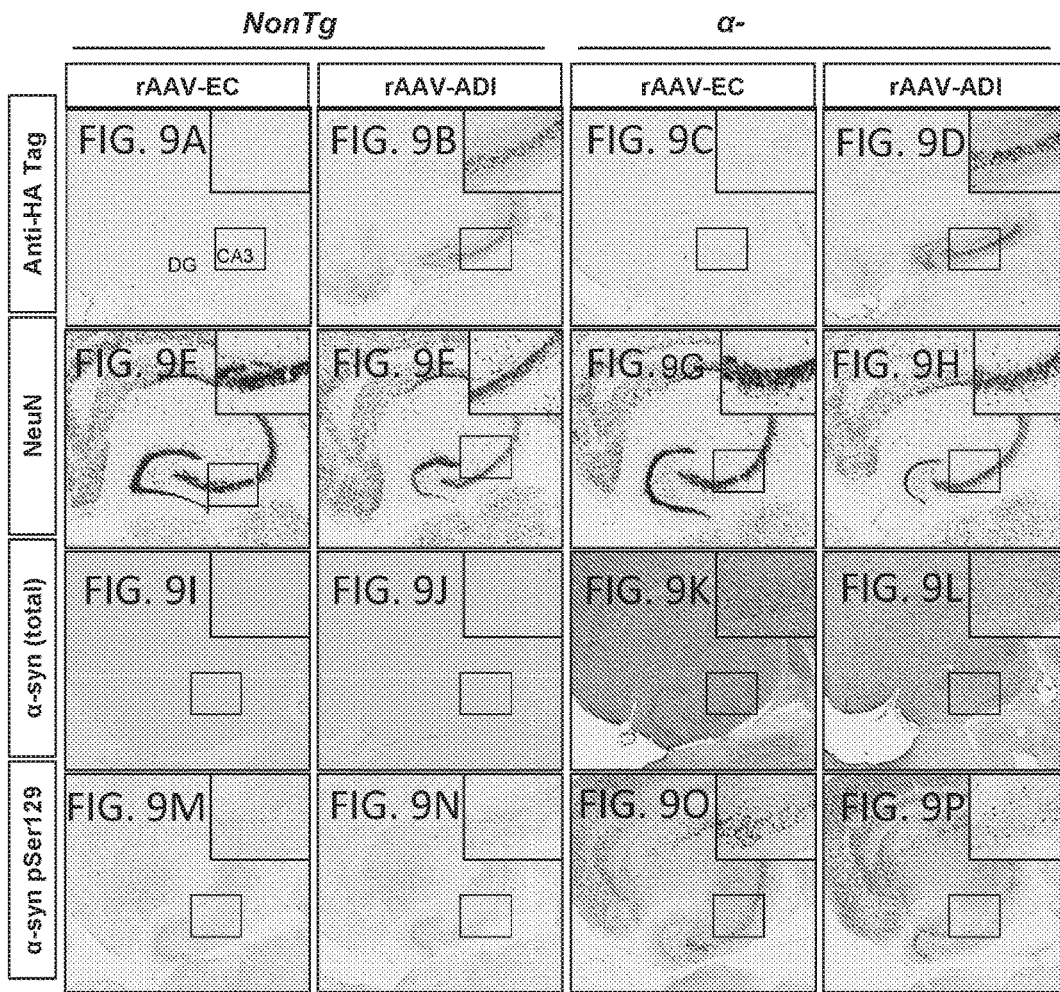 NonTg α-
rAAV-EC rAAV-ADI rAAV-EC rAAV-ADI
Anti-HA Tag
FIG. 9A FIG. 9B FIG. 9C FIG. 9D
DG CA3
NeuN
FIG. 9E FIG. 9F FIG. 9G FIG. 9H
α-syn (total)
FIG. 9I FIG. 9J FIG. 9K FIG. 9L
α-syn pSer129
FIG. 9M FIG. 9N FIG. 9O FIG. 9P